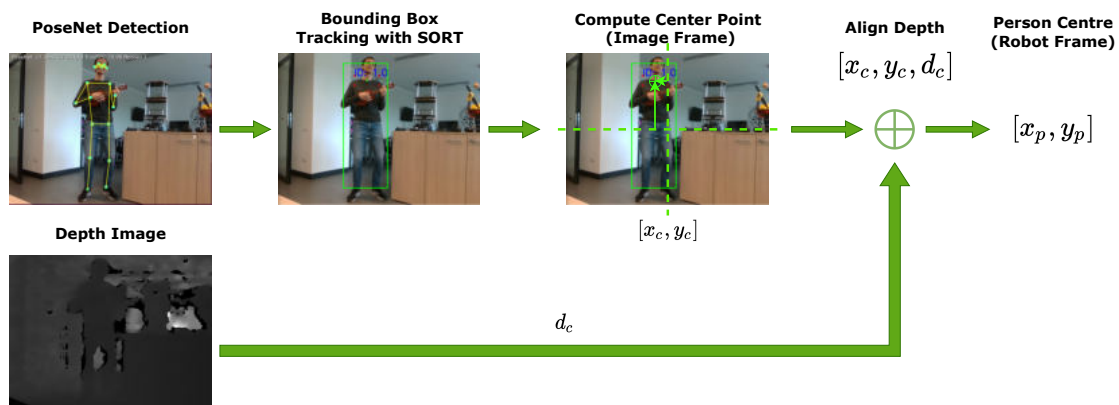 PoseNet Detection
Bounding Box
Tracking with SORT
Compute Center Point
(Image Frame)
Align Depth
Person Centre
(Robot Frame)
[x_c, y_c, d_c]
[x_p, y_p]
[x_c, y_c]
Depth Image
d_c